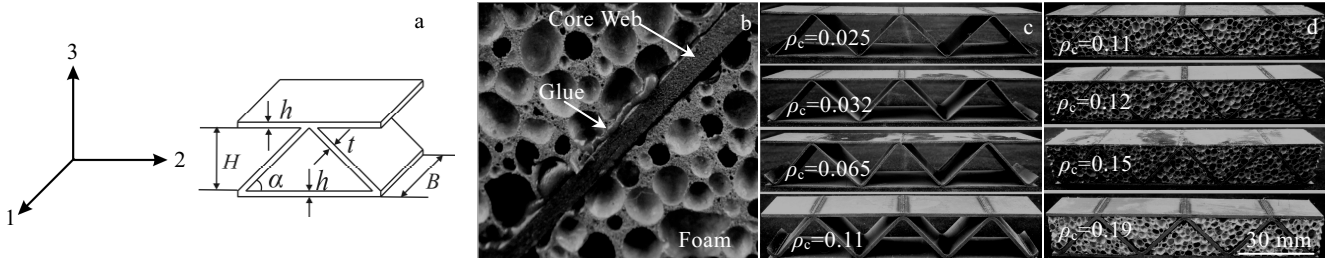 a
3
2
1
h
t
H
α
h
B
b
Core Web
Glue
Foam
c
ρc=0.025
ρc=0.032
ρc=0.065
ρc=0.11
d
ρc=0.11
ρc=0.12
ρc=0.15
ρc=0.19
30 mm